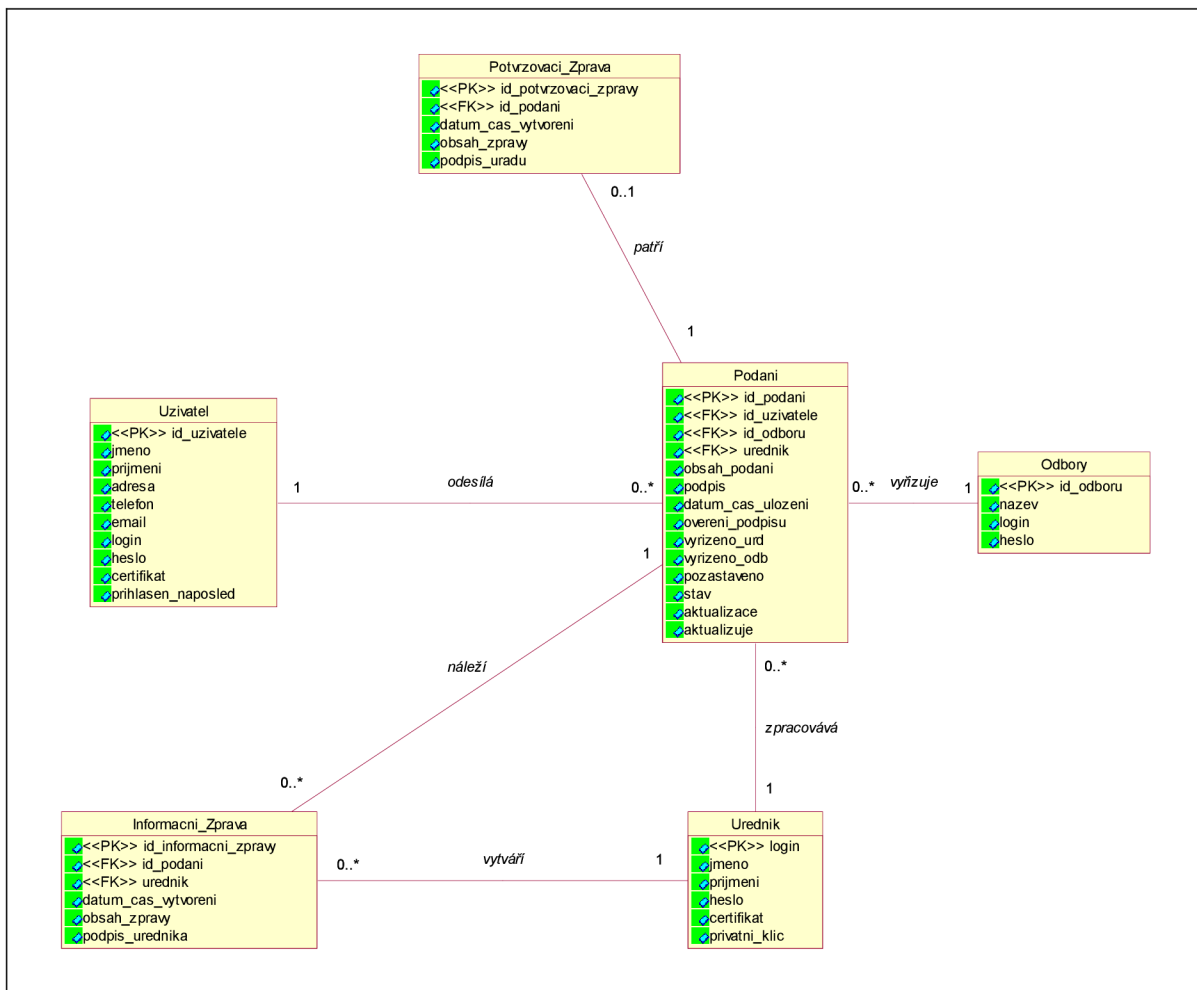 Potvrzovaci_Zprava
<<PK>> id_potvrzovaci_zpravy
<<FK>> id_podani
datum_cas_vytvoreni
obsah_zpravy
podpis_uradu
0..1
patří
1
Podani
<<PK>> id_podani
<<FK>> id_uzivatele
<<FK>> id_odboru
<<FK>> urednik
obsah_podani
podpis
datum_cas_ulozeni
overeni_podpisu
vyrizeno_urd
vyrizeno_odb
pozastaveno
stav
aktualizace
aktualizuje
Uzivatel
<<PK>> id_uzivatele
jmeno
prijmeni
adresa
telefon
email
login
heslo
certifikat
prihlasen_naposled
1
odesílá
0..*
0..*
vyřizuje
1
Odbory
<<PK>> id_odboru
nazev
login
heslo
1
náleží
0..*
0..*
zpracovává
1
Informacni_Zprava
<<PK>> id_informacni_zpravy
<<FK>> id_podani
<<FK>> urednik
datum_cas_vytvoreni
obsah_zpravy
podpis_urednika
0..*
vytváří
1
Urednik
<<PK>> login
jmeno
prijmeni
heslo
certifikat
privatni_klic